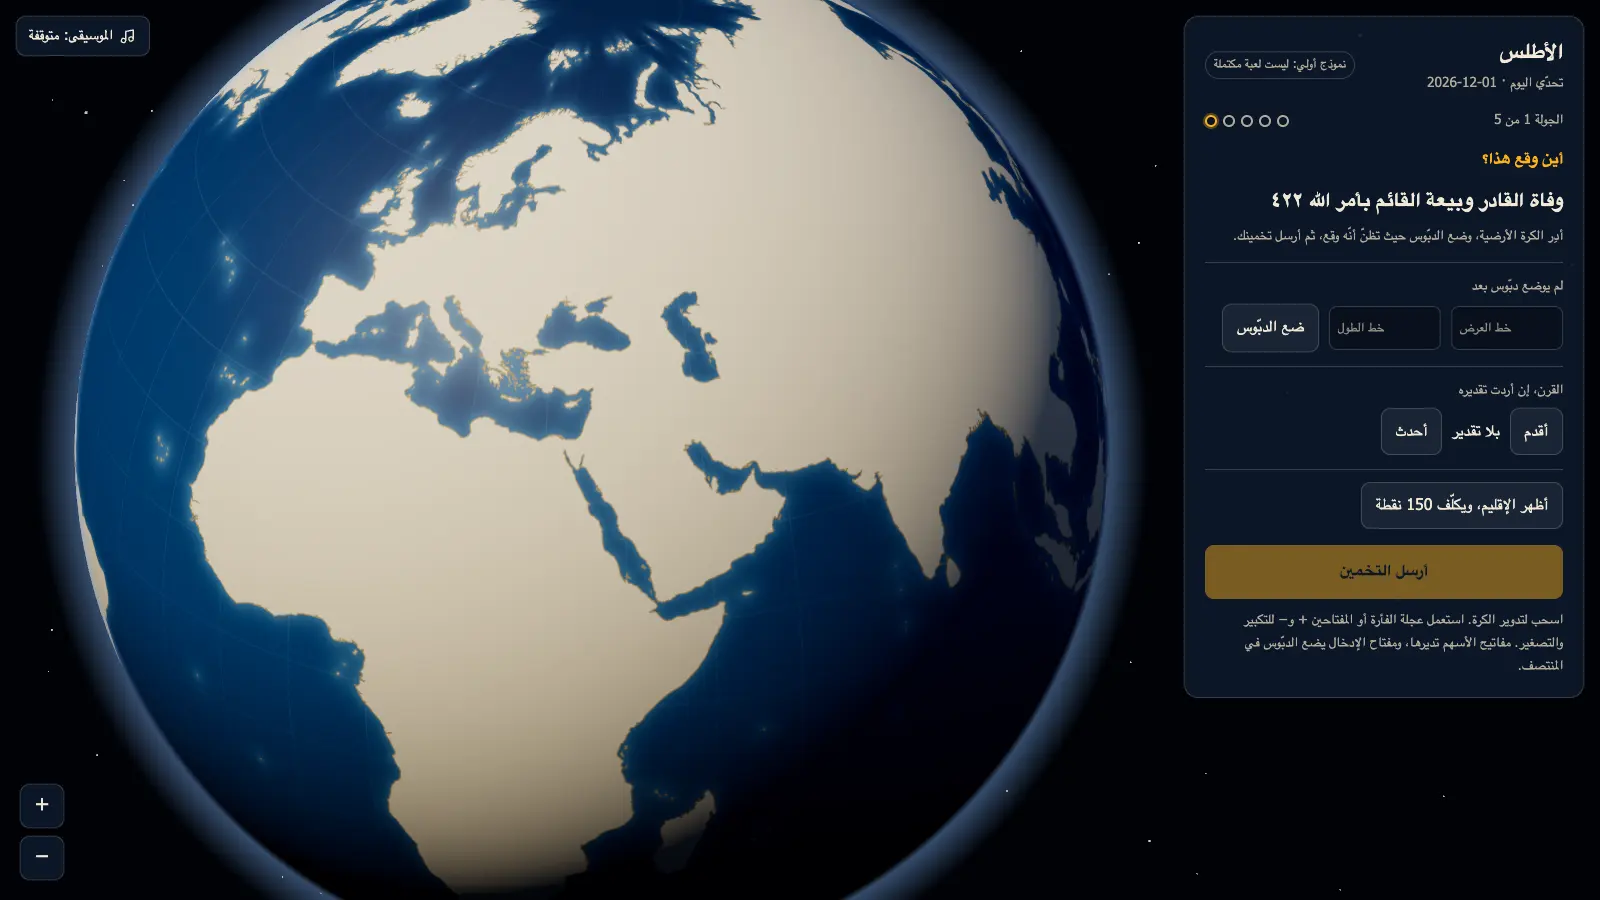 الموسيقى: متوقفة
الأطلس
نموذج أولي: ليست لعبة مكتملة
تحدّي اليوم · 2026-12-01
الجولة 1 من 5
أين وقع هذا؟
وفاة القادر وبيعة القائم بأمر الله ٤٢٢
أدِر الكرة الأرضية، وضع الدبّوس حيث تظنّ أنّه وقع، ثم أرسل تخمينك.
لم يوضع دبّوس بعد
خط العرض
خط الطول
ضع الدبّوس
القرن، إن أردت تقديره
أقدم
بلا تقدير
أحدث
أظهر الإقليم، ويكلّف 150 نقطة
أرسل التخمين
اسحب لتدوير الكرة. استعمل عجلة الفأرة أو المفتاحين + و− للتكبير
والتصغير. مفاتيح الأسهم تديرها، ومفتاح الإدخال يضع الدبّوس في
المنتصف.
+
−